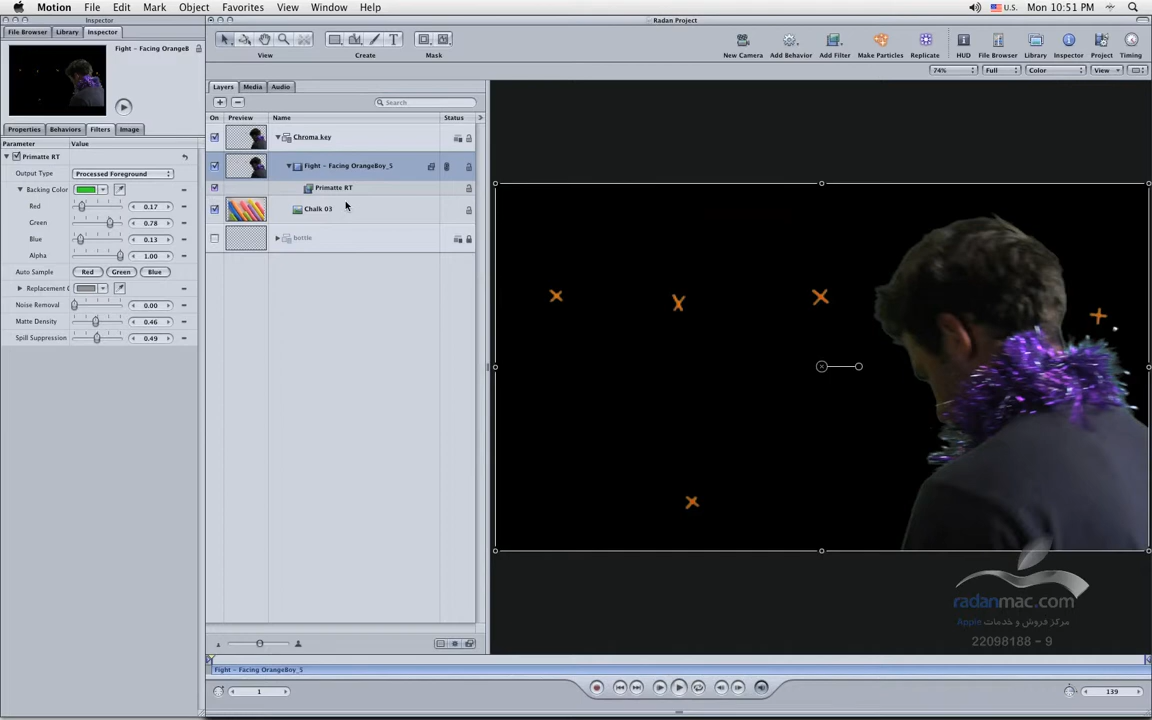 Motion File Edit Mark Object Favorites View Window Help
U.S. Mon 10:51 PM
Inspector
Radan Project
File Browser Library Inspector
Fight - Facing OrangeB
View Create Mask
New Camera Add Behavior Add Filter Make Particles Replicate HUD File Browser Library Inspector Project Timing
74% Full Color View
Layers Media Audio
Search
On Preview Name Status
Chroma key
Fight - Facing OrangeBoy_5
Primatte RT
Chalk 03
bottle
Properties Behaviors Filters Image
Parameter Value
Primatte RT
Output Type Processed Foreground
Backing Color
Red 0.17
Green 0.78
Blue 0.13
Alpha 1.00
Auto Sample Red Green Blue
Replacement C
Noise Removal 0.00
Matte Density 0.46
Spill Suppression 0.49
radanmac.com
مرکز فروش و خدمات Apple
22098188 - 9
Fight - Facing OrangeBoy_5
1
139